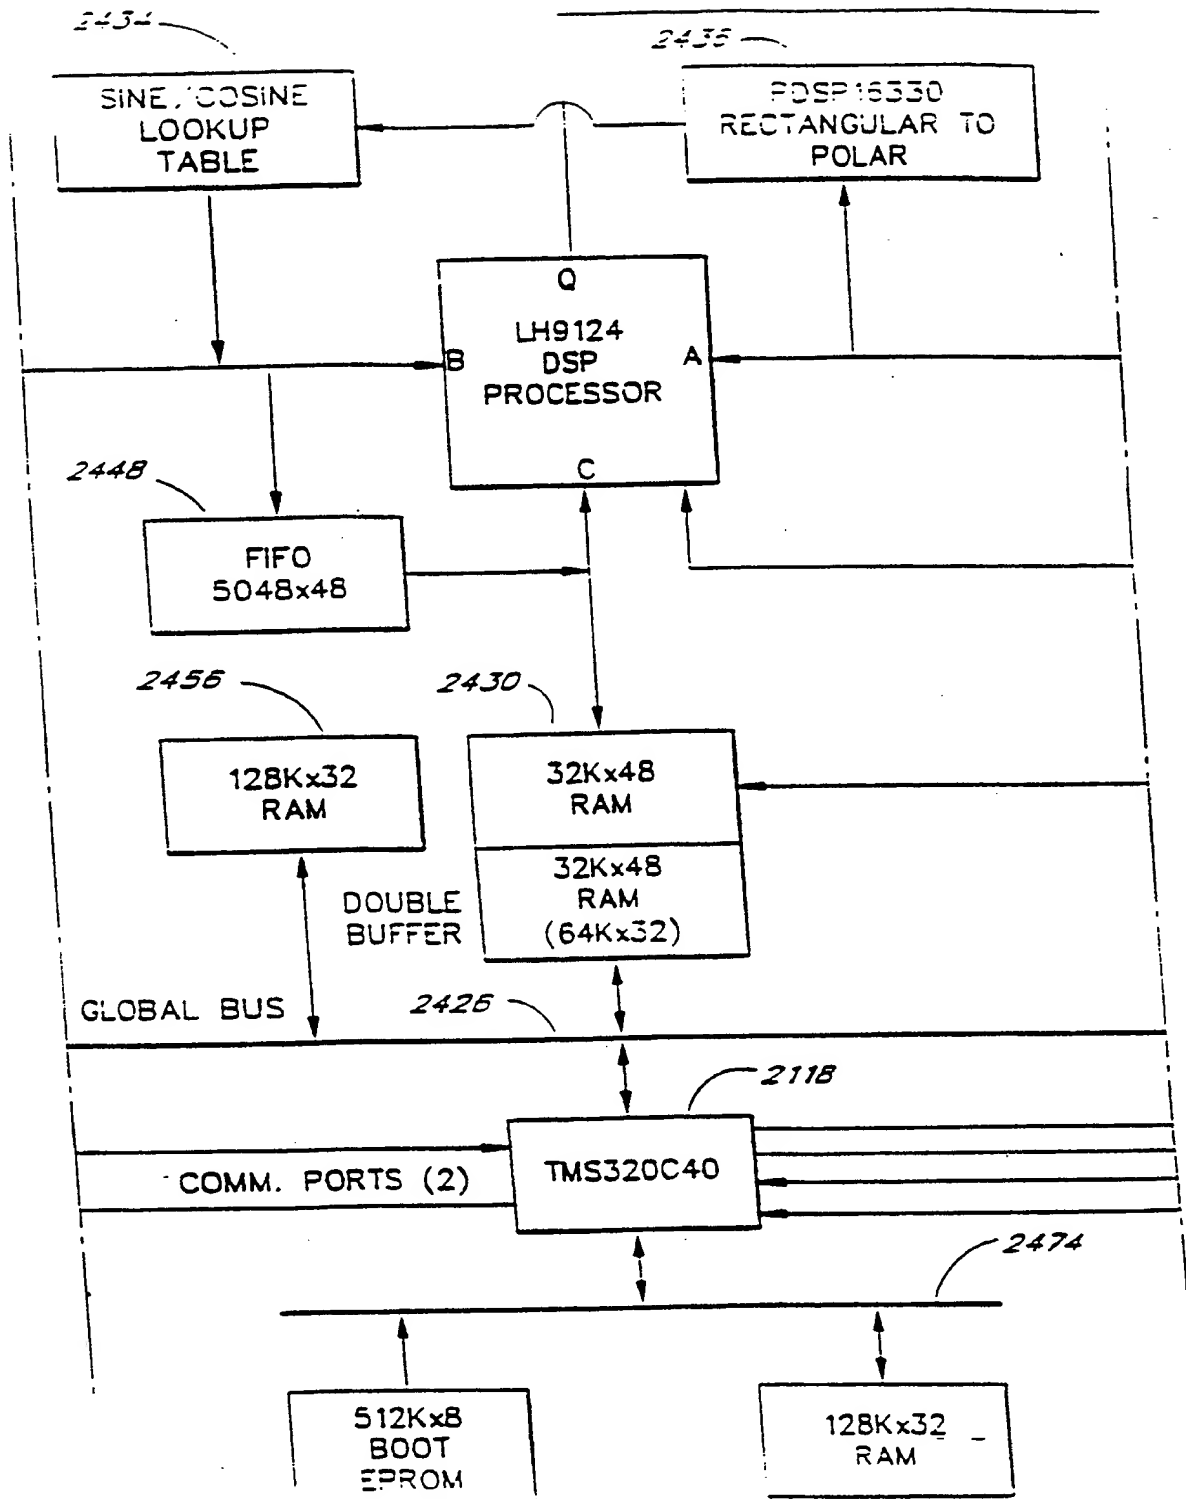 2434
2436
SINE/COSINE
LOOKUP
TABLE
PDSP16330
RECTANGULAR TO
POLAR
Q
LH9124
DSP
PROCESSOR
B
A
C
2448
FIFO
5048x48
2456
2430
128Kx32
RAM
32Kx48
RAM
32Kx48
RAM
(64Kx32)
DOUBLE
BUFFER
GLOBAL BUS
2426
2118
TMS320C40
COMM. PORTS (2)
2474
512Kx8
BOOT
EPROM
128Kx32
RAM